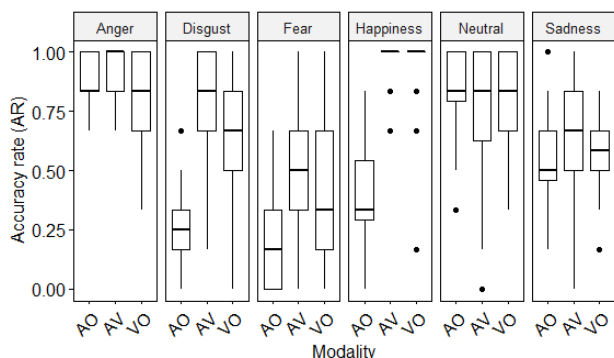 Anger Disgust Fear Happiness Neutral Sadness
Accuracy rate (AR)
1.00
0.75
0.50
0.25
0.00
AO AV VO AO AV VO AO AV VO AO AV VO AO AV VO AO AV VO
Modality